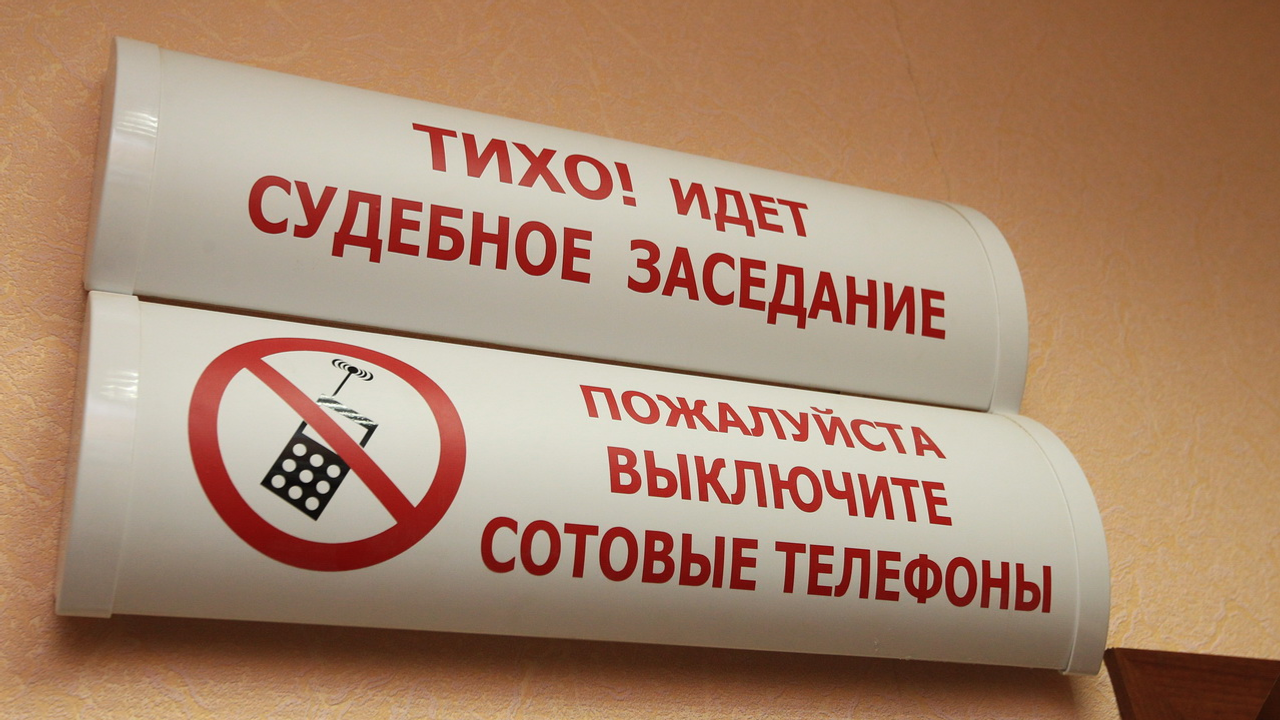 ТИХО! ИДЕТ
СУДЕБНОЕ ЗАСЕДАНИЕ
ПОЖАЛУЙСТА
ВЫКЛЮЧИТЕ
СОТОВЫЕ ТЕЛЕФОНЫ